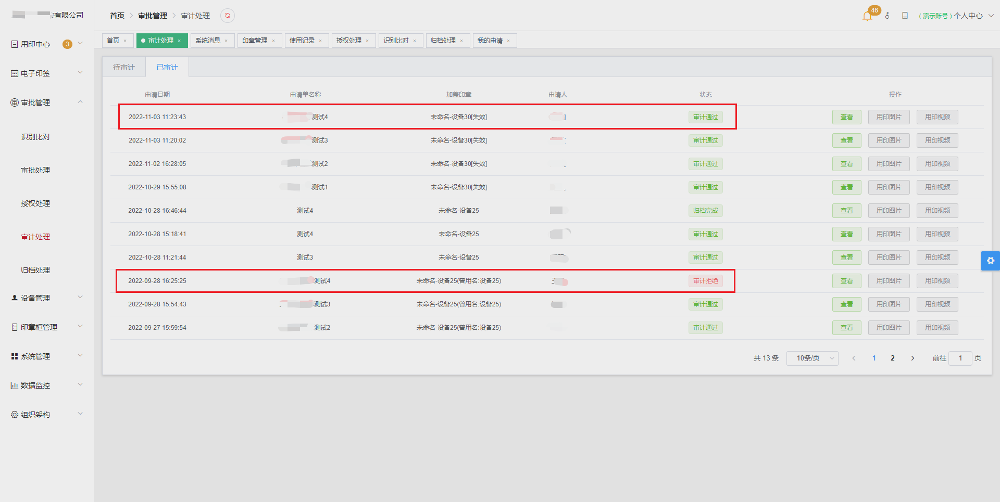 有限公司
首页 审批管理 审计处理
46
(演示账号) 个人中心
首页 × 审计处理 × 系统消息 × 印章管理 × 使用记录 × 授权处理 × 识别比对 × 归档处理 × 我的申请 ×
用印中心 3
电子印签
审批管理
识别比对
审批处理
授权处理
审计处理
归档处理
设备管理
印章柜管理
系统管理
数据监控
组织架构
待审计 已审计
申请日期 申请单名称 加盖印章 申请人 状态 操作
2022-11-03 11:23:43 测试4 未命名-设备30[失效] 审计通过 查看 用印图片 用印视频
2022-11-03 11:20:02 测试3 未命名-设备30[失效] 审计通过 查看 用印图片 用印视频
2022-11-02 16:28:05 测试2 未命名-设备30[失效] 审计通过 查看 用印图片 用印视频
2022-10-29 15:55:08 测试1 未命名-设备30[失效] 审计通过 查看 用印图片 用印视频
2022-10-28 16:46:44 测试4 未命名-设备25 归档完成 查看 用印图片 用印视频
2022-10-28 15:18:41 测试4 未命名-设备25 审计通过 查看 用印图片 用印视频
2022-10-28 11:21:44 测试3 未命名-设备25 审计通过 查看 用印图片 用印视频
2022-09-28 16:25:25 测试4 未命名-设备25(曾用名:设备25) 审计拒绝 查看 用印图片 用印视频
2022-09-28 15:54:43 测试3 未命名-设备25(曾用名:设备25) 审计通过 查看 用印图片 用印视频
2022-09-27 15:59:54 测试2 未命名-设备25(曾用名:设备25) 审计通过 查看 用印图片 用印视频
共 13 条 10条/页 1 2 前往 1 页